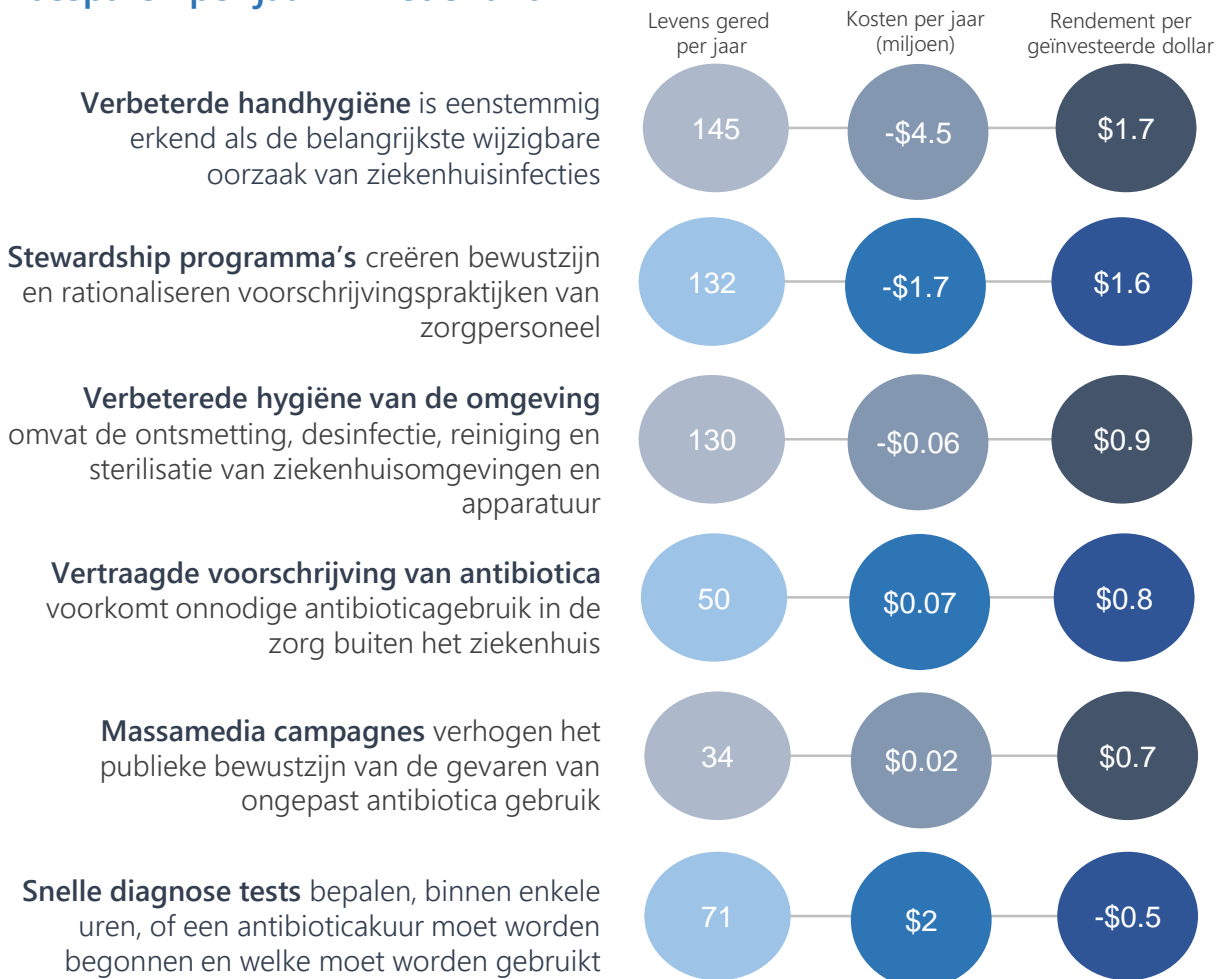 per jaar
Levens gred
per jaar
Kosten per jaar
(miljoen)
Rendement per
geïnvesteerde dollar
Verbeterde handhygiëne is eenstemmig
erkend als de belangrijkste wijzigbare
oorzaak van ziekenhuisinfecties
145
-$4.5
$1.7
Stewardship programma's creëren bewustzijn
en rationaliseren voorschrijvingspraktijken van
zorgpersoneel
132
-$1.7
$1.6
Verbeterede hygiëne van de omgeving
omvat de ontsmetting, desinfectie, reiniging en
sterilisatie van ziekenhuisomgevingen en
apparatuur
130
-$0.06
$0.9
Vertraagde voorschrijving van antibiotica
voorkomt onnodige antibioticagebruik in de
zorg buiten het ziekenhuis
50
$0.07
$0.8
Massamedia campagnes verhogen het
publieke bewustzijn van de gevaren van
ongepast antibiotica gebruik
34
$0.02
$0.7
Snelle diagnose tests bepalen, binnen enkele
uren, of een antibioticakuur moet worden
begonnen en welke moet worden gebruikt
71
$2
-$0.5